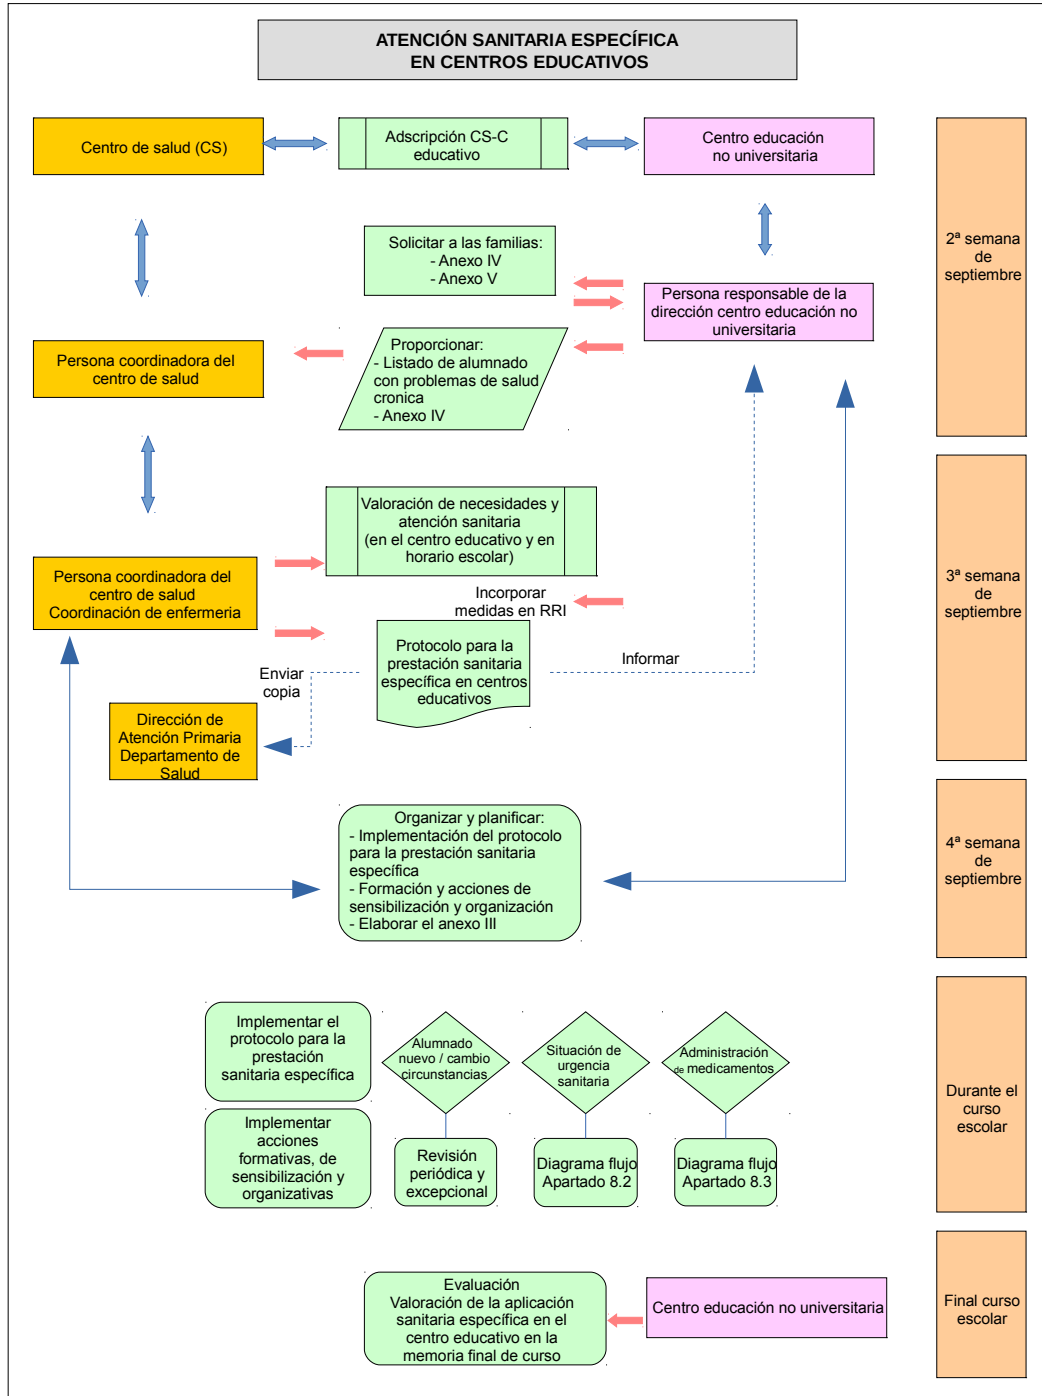 ATENCIÓN SANITARIA ESPECÍFICA
EN CENTROS EDUCATIVOS
Centro de salud (CS)
Adscripción CS-C
educativo
Centro educación
no universitaria
2ª semana
de
septiembre
Solicitar a las familias:
- Anexo IV
- Anexo V
Persona responsable de la
dirección centro educación no
universitaria
Persona coordinadora del
centro de salud
Proporcionar:
- Listado de alumnado
con problemas de salud
cronica
- Anexo IV
Valoración de necesidades y
atención sanitaria
(en el centro educativo y en
horario escolar)
3ª semana
de
septiembre
Persona coordinadora del
centro de salud
Coordinación de enfermeria
Incorporar
medidas en RRI
Protocolo para la
prestación sanitaria
específica en centros
educativos
Informar
Enviar
copia
Dirección de
Atención Primaria
Departamento de
Salud
Organizar y planificar:
- Implementación del protocolo
para la prestación sanitaria
específica
- Formación y acciones de
sensibilización y organización
- Elaborar el anexo III
4ª semana
de
septiembre
Implementar el
protocolo para la
prestación
sanitaria específica
Alumnado
nuevo / cambio
circunstancias
Situación de
urgencia
sanitaria
Administración
de medicamentos
Durante el
curso
escolar
Implementar
acciones
formativas, de
sensibilización y
organizativas
Revisión
periódica y
excepcional
Diagrama flujo
Apartado 8.2
Diagrama flujo
Apartado 8.3
Evaluación
Valoración de la aplicación
sanitaria específica en el
centro educativo en la
memoria final de curso
Centro educación no universitaria
Final curso
escolar